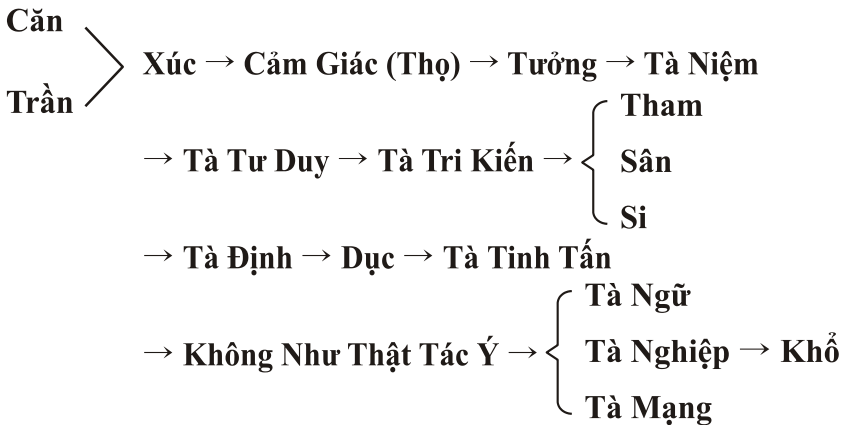 Căn
Trần
Xúc → Cảm Giác (Thọ) → Tưởng → Tà Niệm
→ Tà Tư Duy → Tà Tri Kiến →
Tham
Sân
Si
→ Tà Định → Dục → Tà Tinh Tấn
→ Không Như Thật Tác Ý →
Tà Ngữ
Tà Nghiệp → Khổ
Tà Mạng